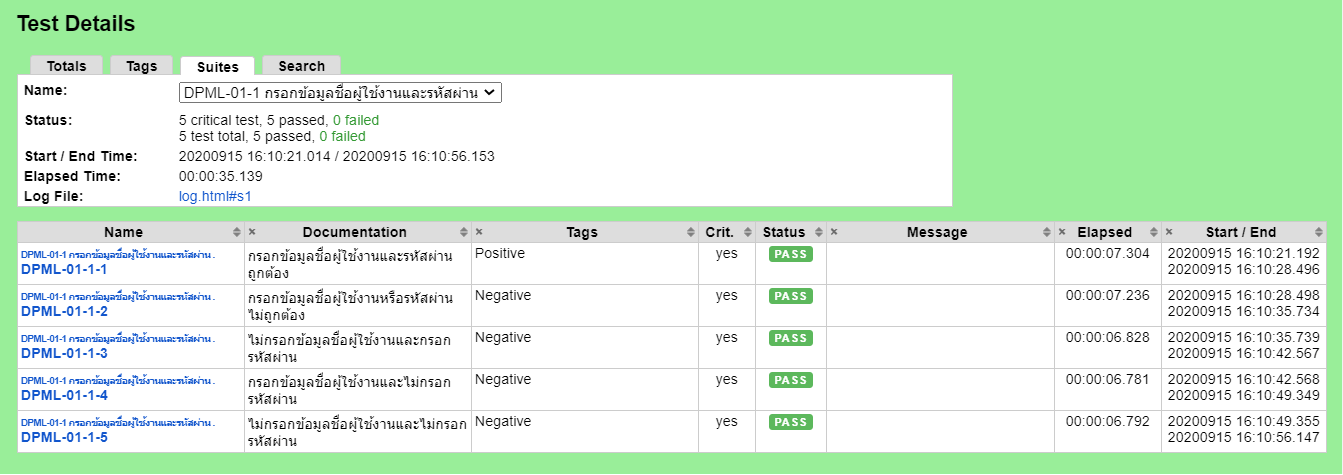 Test Details
Totals Tags Suites Search
Name: DPML-01-1 กรอกข้อมูลชื่อผู้ใช้งานและรหัสผ่าน
Status: 5 critical test, 5 passed, 0 failed
5 test total, 5 passed, 0 failed
Start / End Time: 20200915 16:10:21.014 / 20200915 16:10:56.153
Elapsed Time: 00:00:35.139
Log File: log.html#s1
Name × Documentation × Tags Crit. Status × Message × Elapsed × Start / End
DPML-01-1 กรอกข้อมูลชื่อผู้ใช้งานและรหัสผ่าน . กรอกข้อมูลชื่อผู้ใช้งานและรหัสผ่าน Positive yes PASS 00:00:07.304 20200915 16:10:21.192
DPML-01-1-1 ถูกต้อง 20200915 16:10:28.496
DPML-01-1 กรอกข้อมูลชื่อผู้ใช้งานและรหัสผ่าน . กรอกข้อมูลชื่อผู้ใช้งานหรือรหัสผ่าน Negative yes PASS 00:00:07.236 20200915 16:10:28.498
DPML-01-1-2 ไม่ถูกต้อง 20200915 16:10:35.734
DPML-01-1 กรอกข้อมูลชื่อผู้ใช้งานและรหัสผ่าน . ไม่กรอกข้อมูลชื่อผู้ใช้งานและกรอก Negative yes PASS 00:00:06.828 20200915 16:10:35.739
DPML-01-1-3 รหัสผ่าน 20200915 16:10:42.567
DPML-01-1 กรอกข้อมูลชื่อผู้ใช้งานและรหัสผ่าน . กรอกข้อมูลชื่อผู้ใช้งานและไม่กรอก Negative yes PASS 00:00:06.781 20200915 16:10:42.568
DPML-01-1-4 รหัสผ่าน 20200915 16:10:49.349
DPML-01-1 กรอกข้อมูลชื่อผู้ใช้งานและรหัสผ่าน . ไม่กรอกข้อมูลชื่อผู้ใช้งานและไม่กรอก Negative yes PASS 00:00:06.792 20200915 16:10:49.355
DPML-01-1-5 รหัสผ่าน 20200915 16:10:56.147